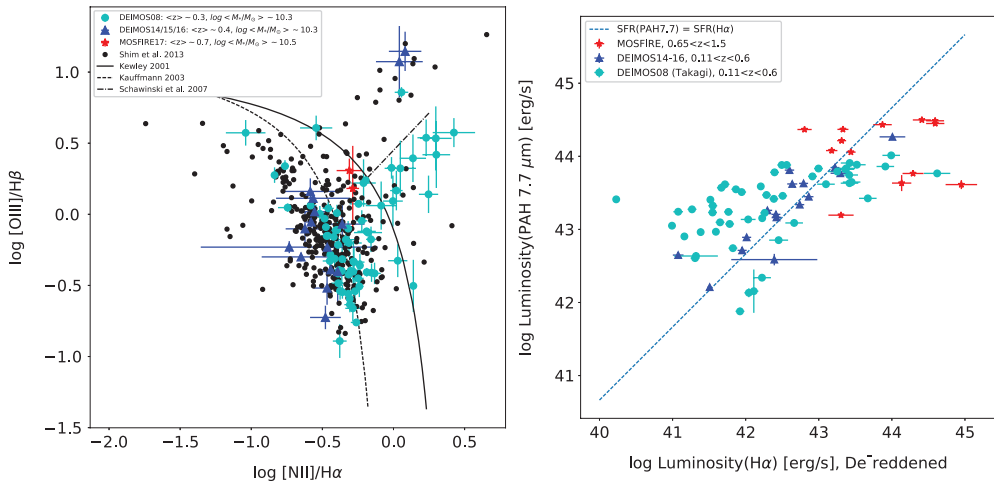 DEIMOS08: <z> ~ 0.3, log < M*/M⊙ > ~ 10.3
DEIMOS14/15/16: <z> ~ 0.4, log < M*/M⊙ > ~ 10.3
MOSFIRE17: <z> ~ 0.7, log < M*/M⊙ > ~ 10.5
Shim et al. 2013
Kewley 2001
Kauffmann 2003
Schawinski et al. 2007
log [OIII]/Hβ
1.0
0.5
0.0
−0.5
−1.0
−1.5
−2.0 −1.5 −1.0 −0.5 0.0 0.5
log [NII]/Hα
SFR(PAH7.7) = SFR(Hα)
MOSFIRE, 0.65<z<1.5
DEIMOS14-16, 0.11<z<0.6
DEIMOS08 (Takagi), 0.11<z<0.6
log Luminosity(PAH 7.7 μm) [erg/s]
45
44
43
42
41
40 41 42 43 44 45
log Luminosity(Hα) [erg/s], De‾reddened